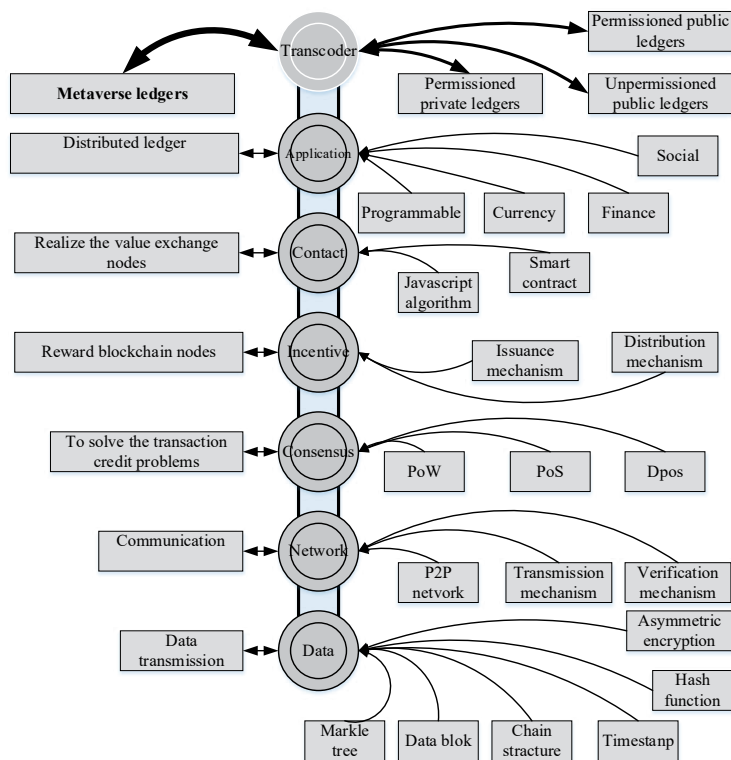 Transcoder
Permissioned public
ledgers
Metaverse ledgers
Permissioned
private ledgers
Unpermissioned
public ledgers
Distributed ledger
Application
Social
Programmable
Currency
Finance
Realize the value exchange
nodes
Contact
Javascript
algorithm
Smart
contract
Reward blockchain nodes
Incentive
Issuance
mechanism
Distribution
mechanism
To solve the transaction
credit problems
Consensus
PoW
PoS
Dpos
Communication
Network
P2P
network
Transmission
mechanism
Verification
mechanism
Data
transmission
Data
Asymmetric
encryption
Hash
function
Markle
tree
Data blok
Chain
stracture
Timestanp